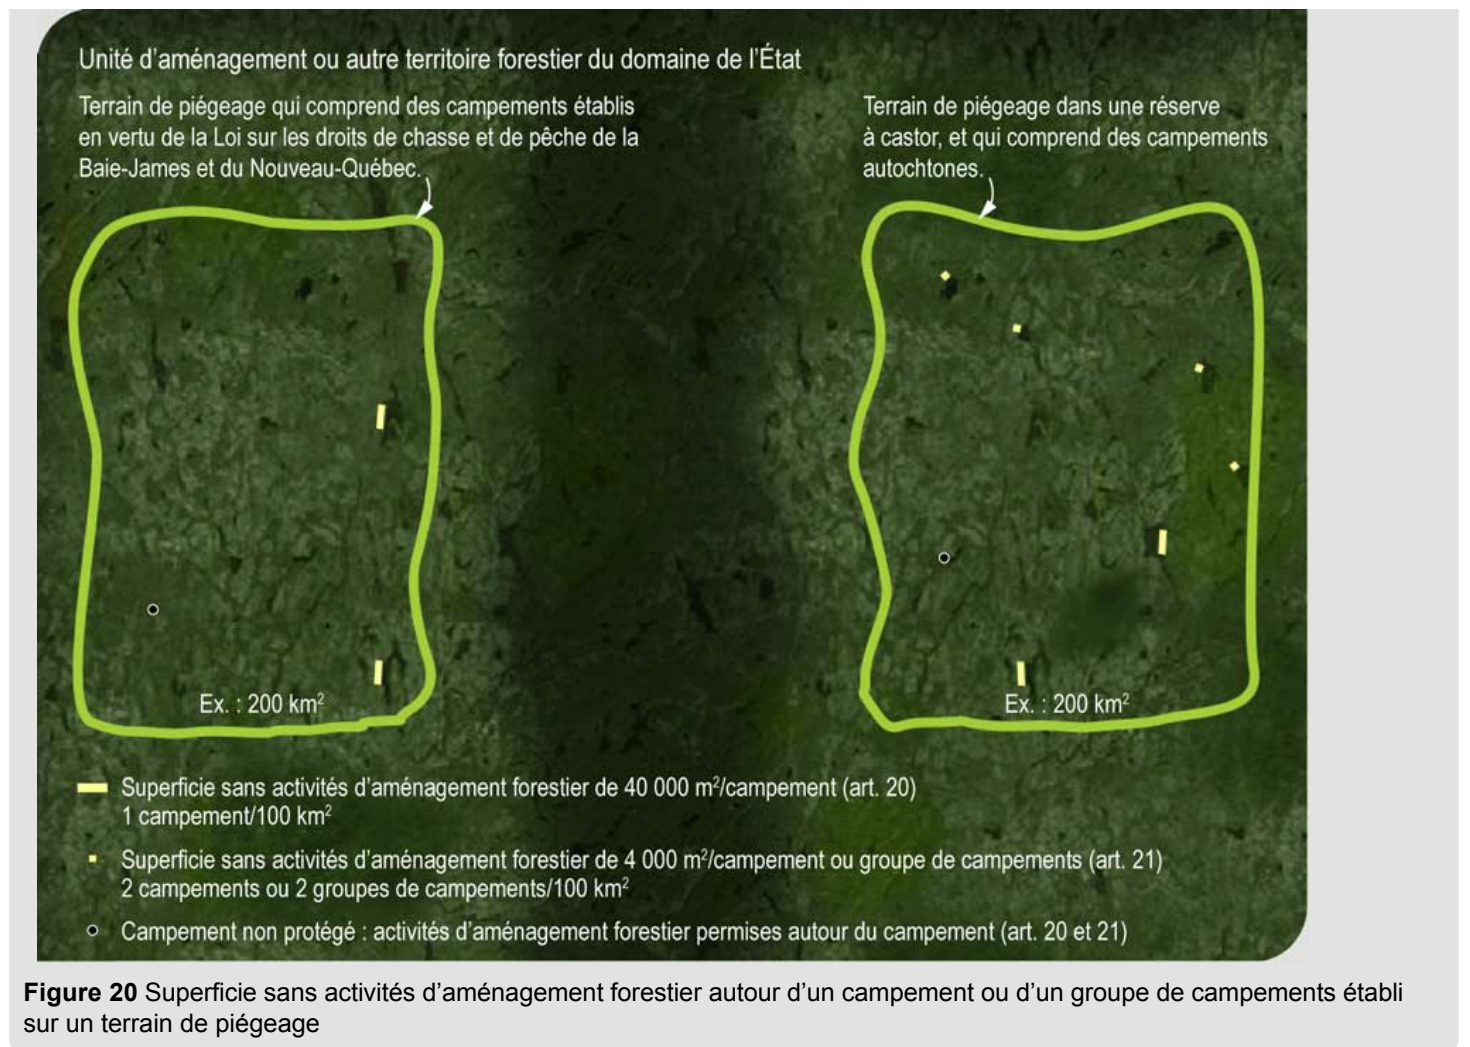 Unité d’aménagement ou autre territoire forestier du domaine de l’État
Terrain de piégeage qui comprend des campements établis
en vertu de la Loi sur les droits de chasse et de pêche de la
Baie-James et du Nouveau-Québec.
Terrain de piégeage dans une réserve
à castor, et qui comprend des campements
autochtones.
Ex. : 200 km²
Ex. : 200 km²
Superficie sans activités d’aménagement forestier de 40 000 m²/campement (art. 20)
1 campement/100 km²
Superficie sans activités d’aménagement forestier de 4 000 m²/campement ou groupe de campements (art. 21)
2 campements ou 2 groupes de campements/100 km²
Campement non protégé : activités d’aménagement forestier permises autour du campement (art. 20 et 21)
Figure 20 Superficie sans activités d’aménagement forestier autour d’un campement ou d’un groupe de campements établi
sur un terrain de piégeage